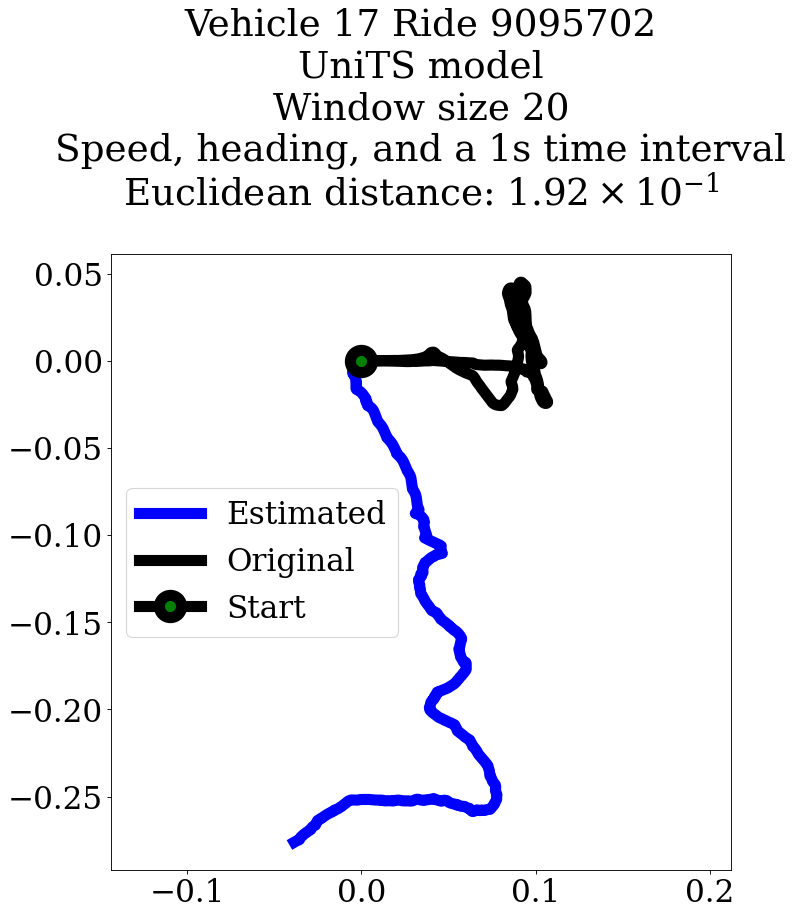 Vehicle 17 Ride 9095702
UniTS model
Window size 20
Speed, heading, and a 1s time interval
Euclidean distance: 1.92 × 10⁻¹
0.05
0.00
−0.05
−0.10
−0.15
−0.20
−0.25
Estimated
Original
Start
−0.1
0.0
0.1
0.2